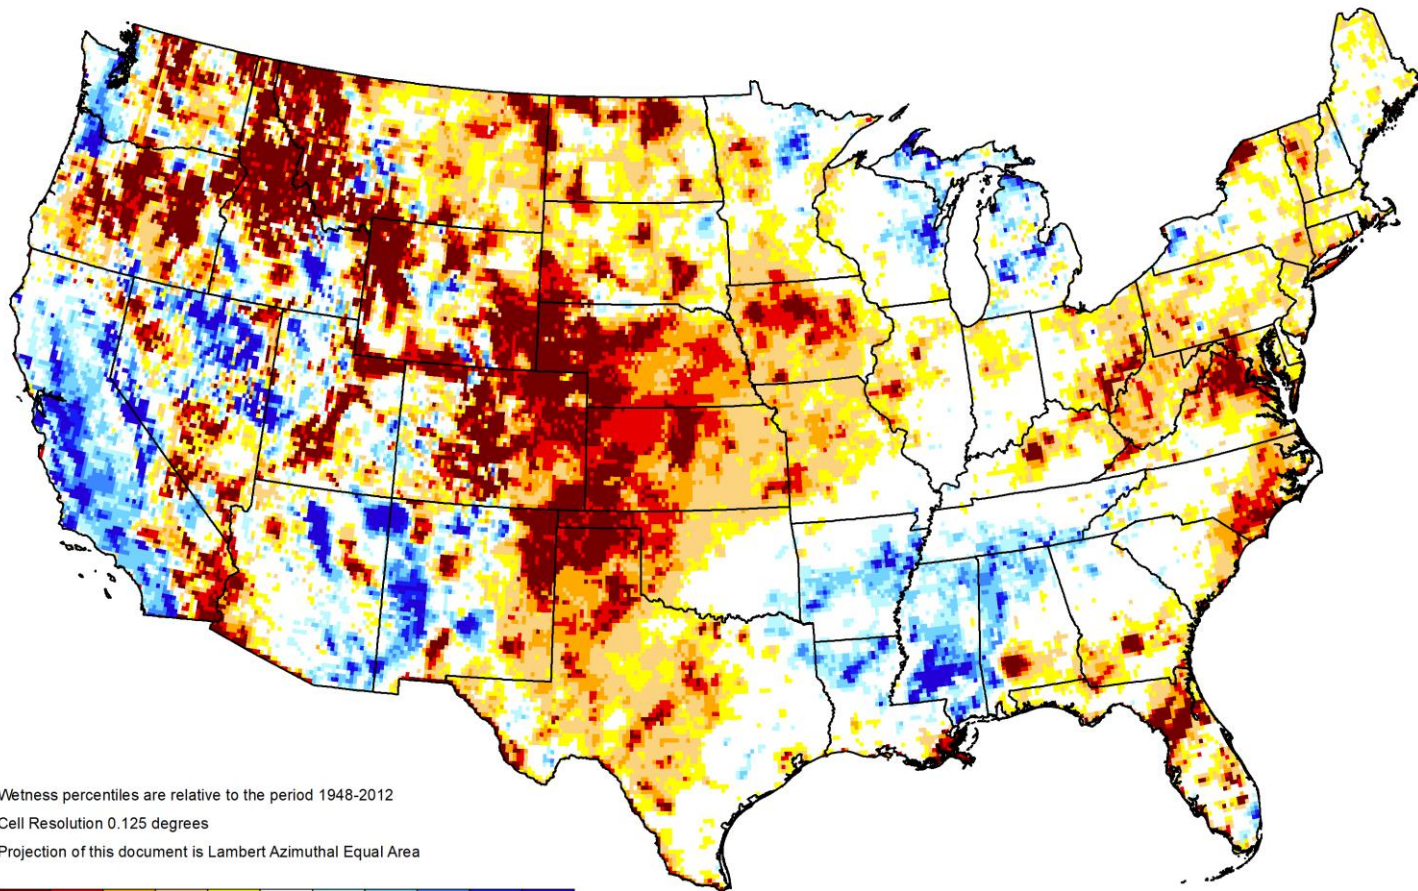 Wetness percentiles are relative to the period 1948-2012
Cell Resolution 0.125 degrees
Projection of this document is Lambert Azimuthal Equal Area